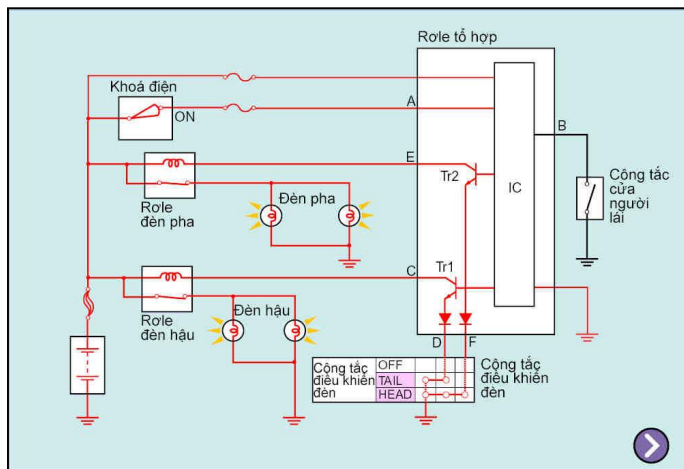 Rơle tổ hợp
Khoá điện
ON
A
B
IC
E
Tr2
Công tắc
cửa
người
lái
Đèn pha
Rơle
đèn pha
C
Tr1
Đèn hậu
Rơle
đèn hậu
D
F
Công tắc
điều khiển
đèn
OFF
TAIL
HEAD
Công tắc
điều khiển
đèn